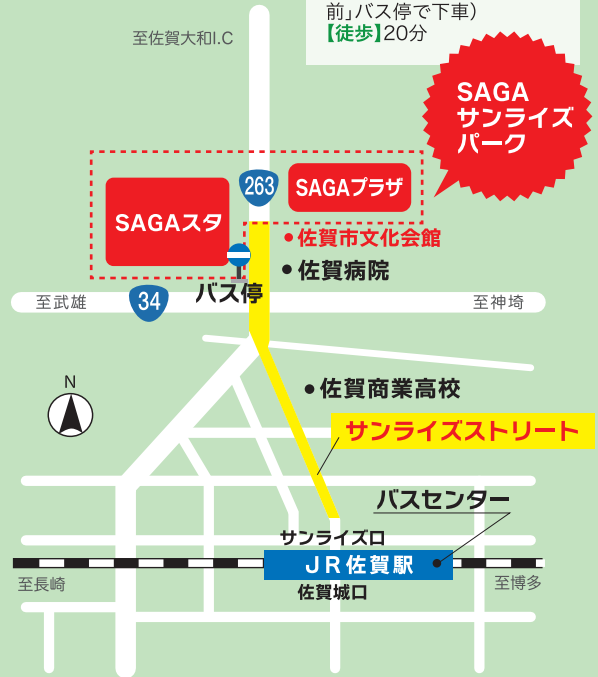 前」バス停で下車）
【徒歩】20分
至佐賀大和I.C
SAGA
サンライズ
パーク
263
SAGAプラザ
SAGAスタ
佐賀市文化会館
佐賀病院
バス停
至武雄
34
至神埼
N
佐賀商業高校
サンライズストリート
バスセンター
サンライズ口
JR佐賀駅
至長崎
佐賀城口
至博多